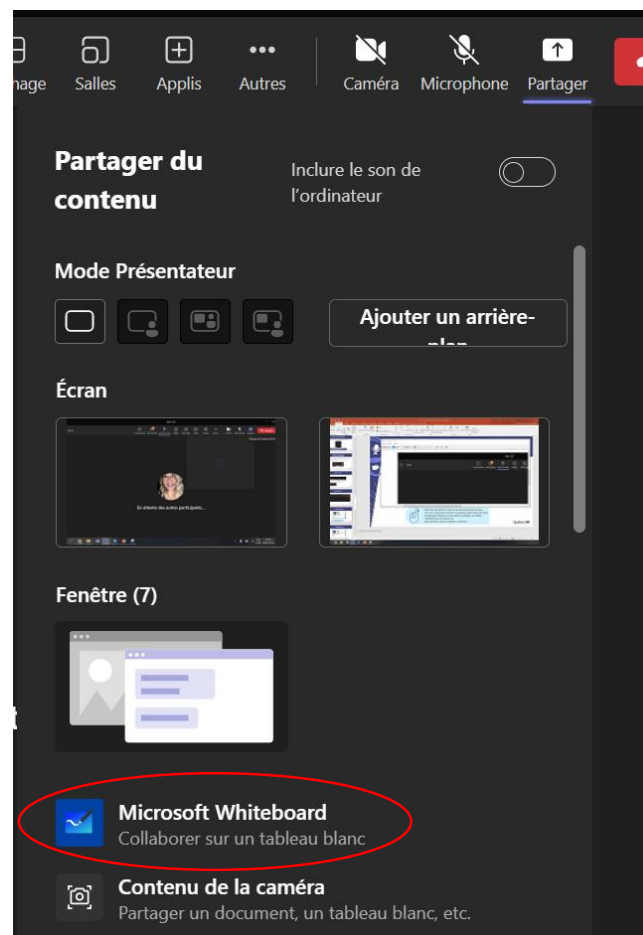 nage Salles Applis Autres Caméra Microphone Partager
Partager du
contenu
Inclure le son de
l'ordinateur
Mode Présentateur
Ajouter un arrière-
plan
Écran
Fenêtre (7)
Microsoft Whiteboard
Collaborer sur un tableau blanc
Contenu de la caméra
Partager un document, un tableau blanc, etc.